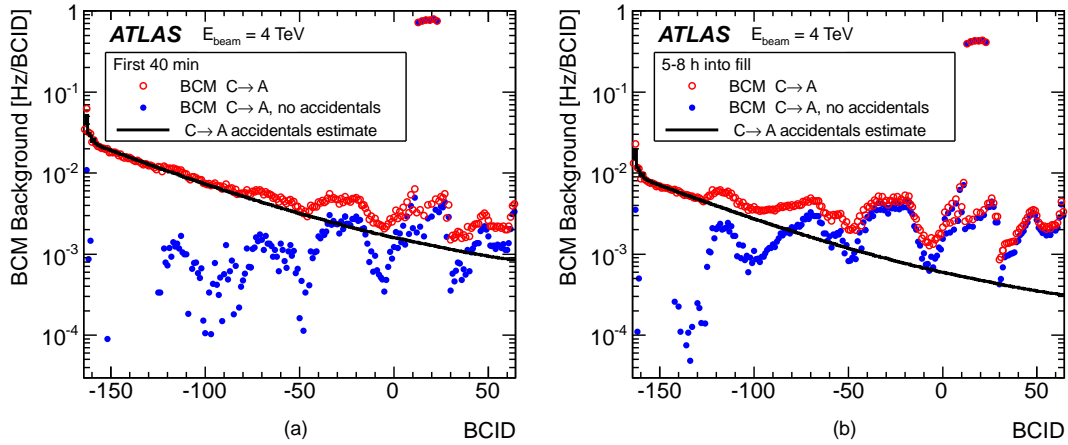 BCM Background [Hz/BCID]
1
10⁻¹
10⁻²
10⁻³
10⁻⁴
ATLAS E_beam = 4 TeV
First 40 min
BCM C→A
BCM C→A, no accidentals
C→A accidentals estimate
-150 -100 -50 0 50
(a) BCID
BCM Background [Hz/BCID]
1
10⁻¹
10⁻²
10⁻³
10⁻⁴
ATLAS E_beam = 4 TeV
5-8 h into fill
BCM C→A
BCM C→A, no accidentals
C→A accidentals estimate
-150 -100 -50 0 50
(b) BCID